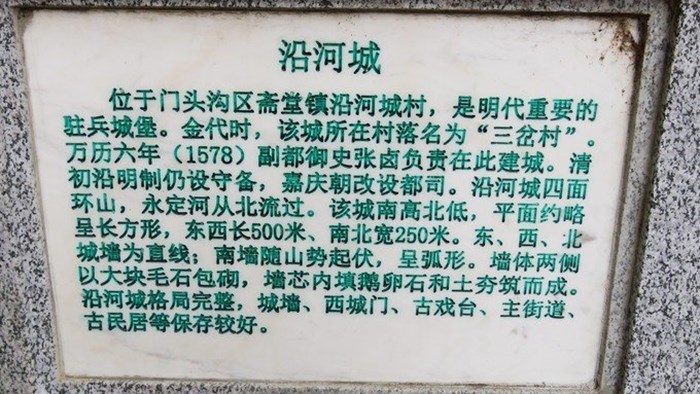 沿河城
位于门头沟区斋堂镇沿河城村，是明代重要的
驻兵城堡。金代时，该城所在村落名为“三岔村”。
万历六年（1578）副都御史张卤负责在此建城。清
初沿明制仍设守备，嘉庆朝改设都司。沿河城四面
环山，永定河从北流过。该城南高北低，平面约略
呈长方形，东西长500米、南北宽250米。东、西、北
城墙为直线；南墙随山势起伏，呈弧形。墙体两侧
以大块毛石包砌，墙芯内填鹅卵石和土夯筑而成。
沿河城格局完整，城墙、西城门、古戏台、主街道、
古民居等保存较好。